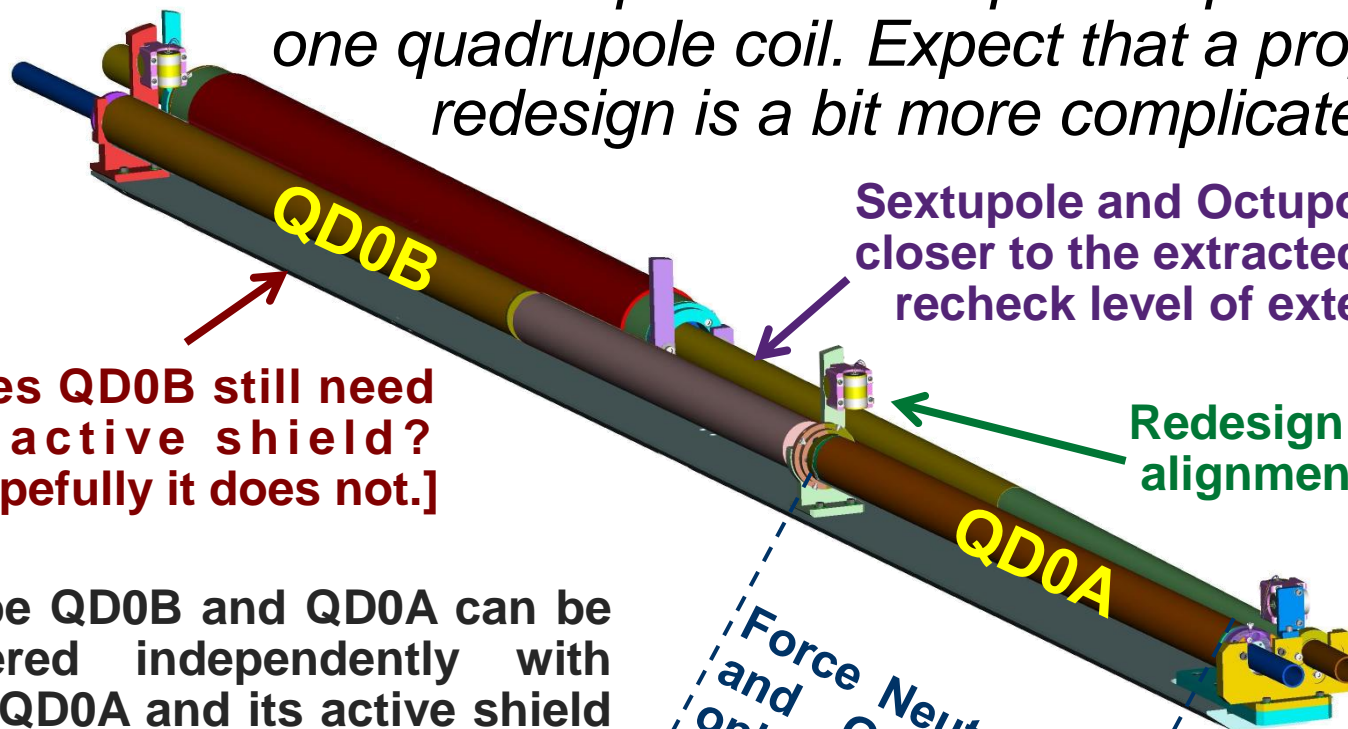 one quadrupole coil. Expect that a pro
redesign is a bit more complicate
Sextupole and Octupo
closer to the extracted
recheck level of exte
QD0B
es QD0B still need
active shield?
pefully it does not.]
Redesign
alignmen
QD0A
be QD0B and QD0A can be
ered independently with
QD0A and its active shield
Force Neut
and